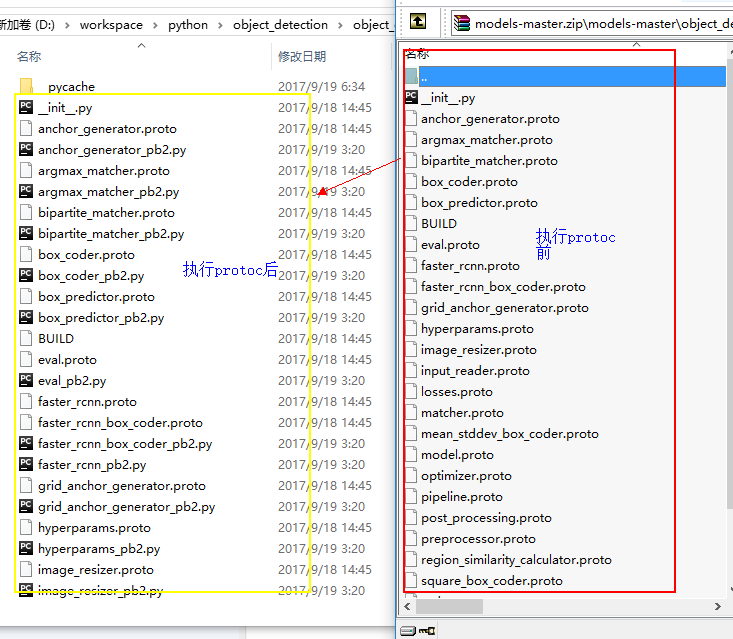 新加卷 (D:) > workspace > python > object_detection > object_
名称
修改日期
__pycache__ 2017/9/19 6:34
__init__.py 2017/9/18 14:45
anchor_generator.proto 2017/9/18 14:45
anchor_generator_pb2.py 2017/9/19 3:20
argmax_matcher.proto 2017/9/18 14:45
argmax_matcher_pb2.py 2017/9/19 3:20
bipartite_matcher.proto 2017/9/18 14:45
bipartite_matcher_pb2.py 2017/9/19 3:20
box_coder.proto 2017/9/18 14:45
box_coder_pb2.py 2017/9/19 3:20
执行protoc后
box_predictor.proto 2017/9/18 14:45
box_predictor_pb2.py 2017/9/19 3:20
BUILD 2017/9/18 14:45
eval.proto 2017/9/18 14:45
eval_pb2.py 2017/9/19 3:20
faster_rcnn.proto 2017/9/18 14:45
faster_rcnn_box_coder.proto 2017/9/18 14:45
faster_rcnn_box_coder_pb2.py 2017/9/19 3:20
faster_rcnn_pb2.py 2017/9/19 3:20
grid_anchor_generator.proto 2017/9/18 14:45
grid_anchor_generator_pb2.py 2017/9/19 3:20
hyperparams.proto 2017/9/18 14:45
hyperparams_pb2.py 2017/9/19 3:20
image_resizer.proto 2017/9/18 14:45
image_resizer_pb2.py 2017/9/19 3:20
models-master.zip\models-master\object_de
名称
..
__init__.py
anchor_generator.proto
argmax_matcher.proto
bipartite_matcher.proto
box_coder.proto
box_predictor.proto
BUILD
执行protoc
前
eval.proto
faster_rcnn.proto
faster_rcnn_box_coder.proto
grid_anchor_generator.proto
hyperparams.proto
image_resizer.proto
input_reader.proto
losses.proto
matcher.proto
mean_stddev_box_coder.proto
model.proto
optimizer.proto
pipeline.proto
post_processing.proto
preprocessor.proto
region_similarity_calculator.proto
square_box_coder.proto